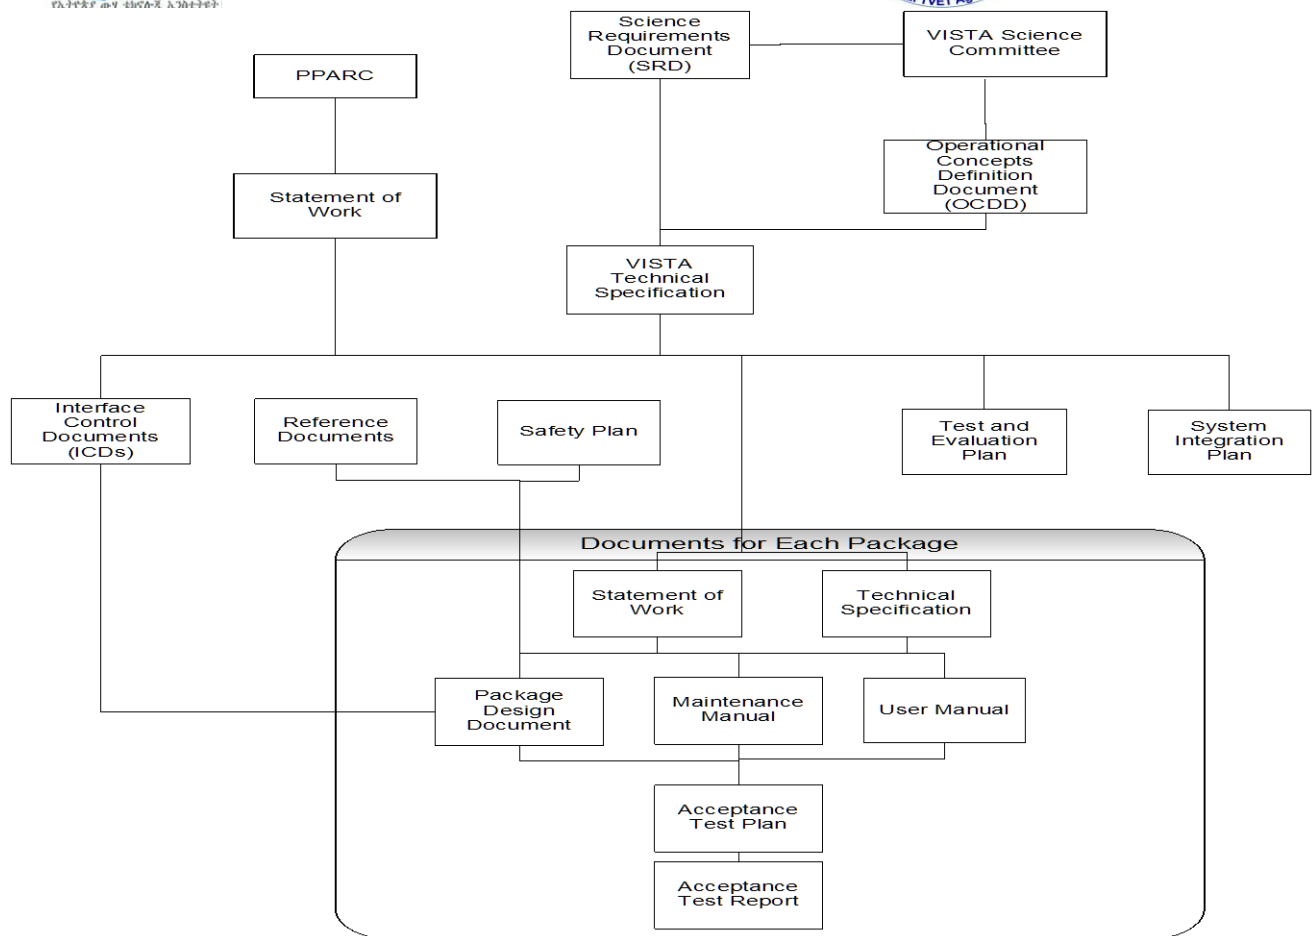 TVET Ag
Science
Requirements
Document
(SRD)
VISTA Science
Committee
PPARC
Operational
Concepts
Definition
Document
(OCDD)
Statement of
Work
VISTA
Technical
Specification
Interface
Control
Documents
(ICDs)
Reference
Documents
Safety Plan
Test and
Evaluation
Plan
System
Integration
Plan
Documents for Each Package
Statement of
Work
Technical
Specification
Package
Design
Document
Maintenance
Manual
User Manual
Acceptance
Test Plan
Acceptance
Test Report